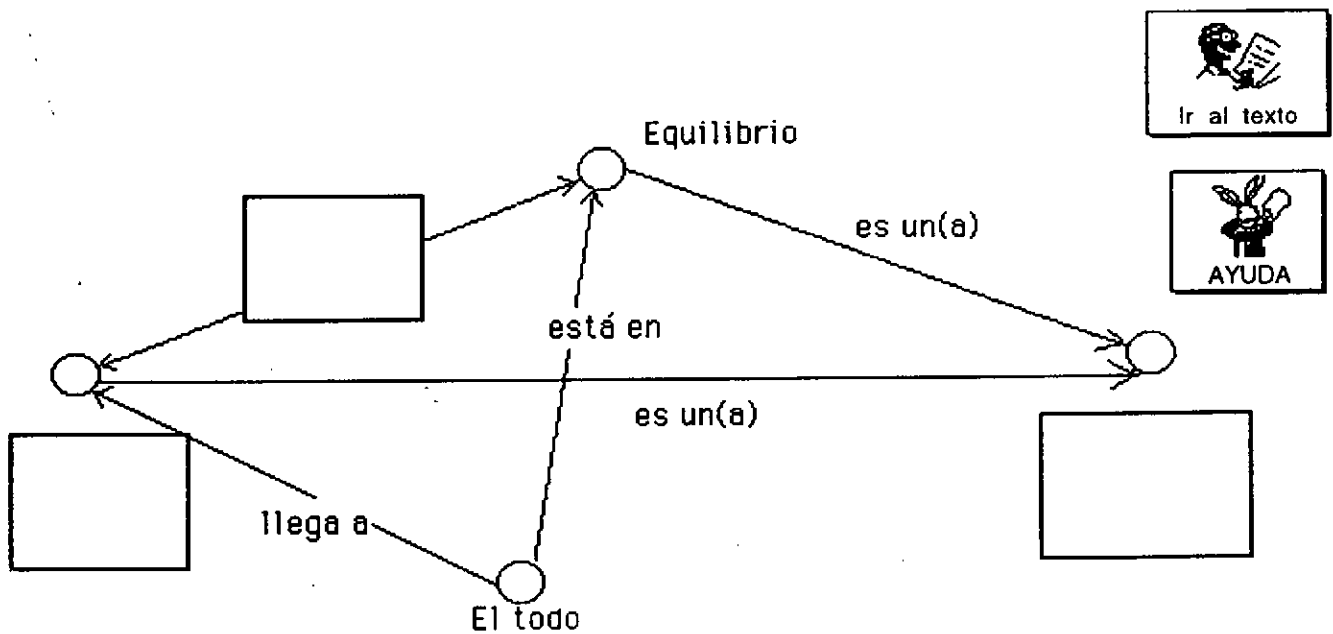 Ir al texto
Equilibrio
AYUDA
es un(a)
está en
es un(a)
llega a
El todo